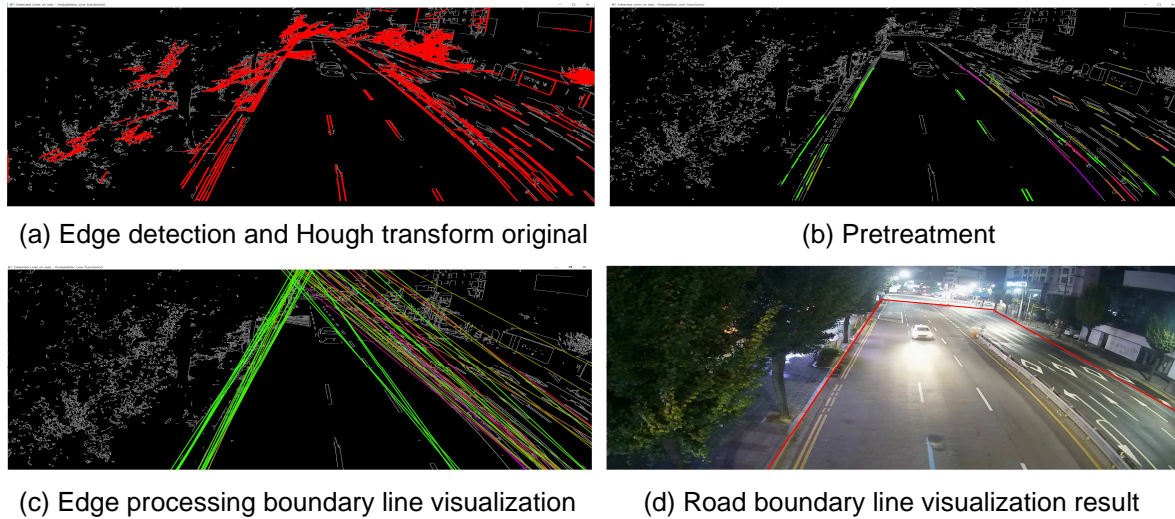 (a) Edge detection and Hough transform original
(b) Pretreatment
(c) Edge processing boundary line visualization
(d) Road boundary line visualization result